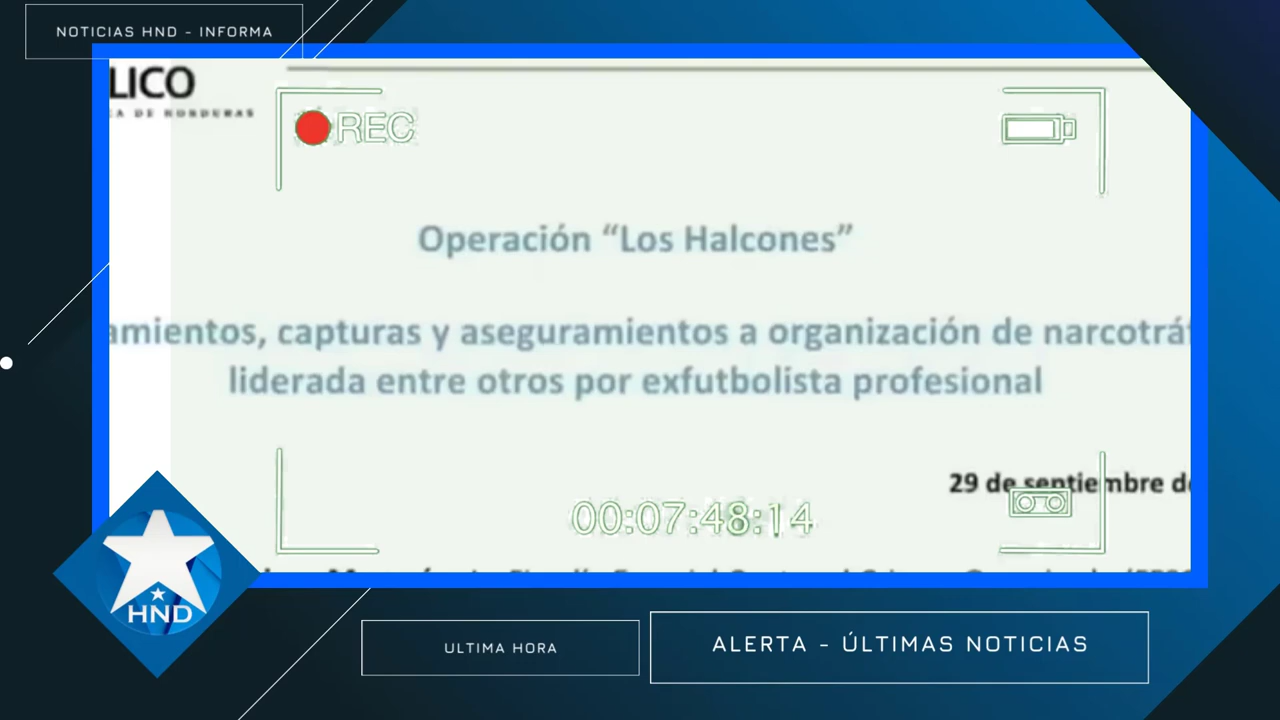 NOTICIAS HND - INFORMA
LICO
A DE HONDURAS
REC
Operación “Los Halcones”
amientos, capturas y aseguramientos a organización de narcotrá
liderada entre otros por exfutbolista profesional
29 de septiembre d
00:07:48:14
HND
ULTIMA HORA
ALERTA - ÚLTIMAS NOTICIAS